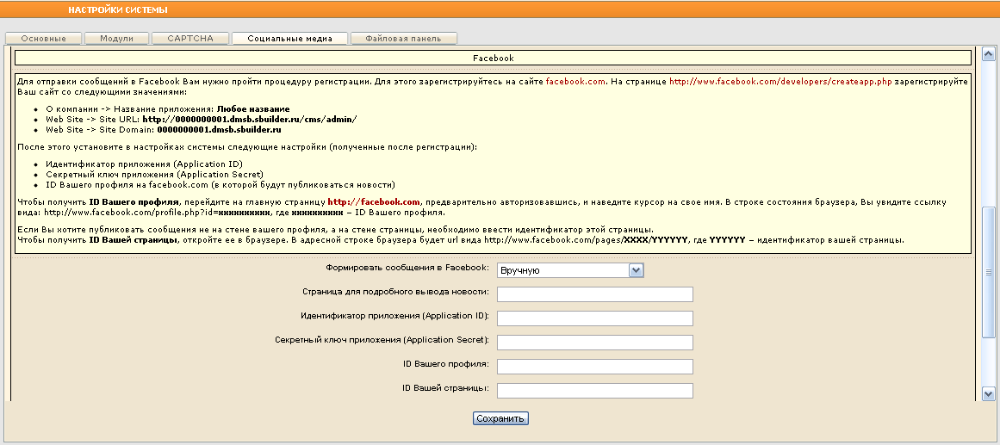 НАСТРОЙКИ СИСТЕМЫ
Основные Модули CAPTCHA Социальные медиа Файловая панель
Facebook
Для отправки сообщений в Facebook Вам нужно пройти процедуру регистрации. Для этого зарегистрируйтесь на сайте facebook.com. На странице http://www.facebook.com/developers/createapp.php зарегистрируйте
Ваш сайт со следующими значениями:
• О компании -> Название приложения: Любое название
• Web Site -> Site URL: http://0000000001.dmsb.sbuilder.ru/cms/admin/
• Web Site -> Site Domain: 0000000001.dmsb.sbuilder.ru
После этого установите в настройках системы следующие настройки (полученные после регистрации):
• Идентификатор приложения (Application ID)
• Секретный ключ приложения (Application Secret)
• ID Вашего профиля на facebook.com (в которой будут публиковаться новости)
Чтобы получить ID Вашего профиля, перейдите на главную страницу http://facebook.com, предварительно авторизовавшись, и наведите курсор на свое имя. В строке состояния браузера, Вы увидите ссылку
вида: http://www.facebook.com/profile.php?id=xxxxxxxxxx, где xxxxxxxxxx – ID Вашего профиля.
Если Вы хотите публиковать сообщения не на стене вашего профиля, а на стене страницы, необходимо ввести идентификатор этой страницы.
Чтобы получить ID Вашей страницы, откройте ее в браузере. В адресной строке браузера будет url вида http://www.facebook.com/pages/XXXX/YYYYYY, где YYYYYY – идентификатор вашей страницы.
Формировать сообщения в Facebook: Вручную
Страница для подробного вывода новости:
Идентификатор приложения (Application ID):
Секретный ключ приложения (Application Secret):
ID Вашего профиля:
ID Вашей страницы:
Сохранить